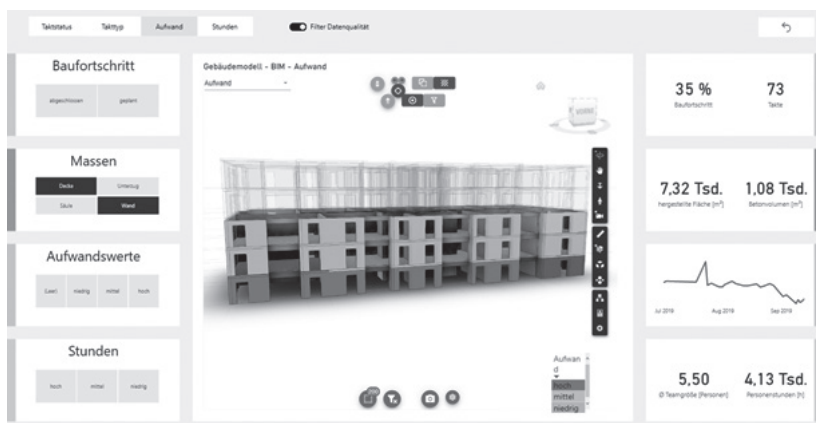 Taktstatus Takttyp Aufwand Stunden Filter Datenqualität
Baufortschritt
abgeschlossen geplant
Massen
Decke Unterzug
Säule Wand
Aufwandswerte
(Leer) niedrig mittel hoch
Stunden
hoch mittel niedrig
Gebäudemodell - BIM - Aufwand
Aufwand
VORNE
Aufwan
d
hoch
mittel
niedrig
35 % 73
Baufortschritt Takte
7,32 Tsd. 1,08 Tsd.
hergestellte Fläche [m²] Betonvolumen [m³]
Jul 2019 Aug 2019 Sep 2019
5,50 4,13 Tsd.
Ø Teamgröße [Personen] Personenstunden [h]